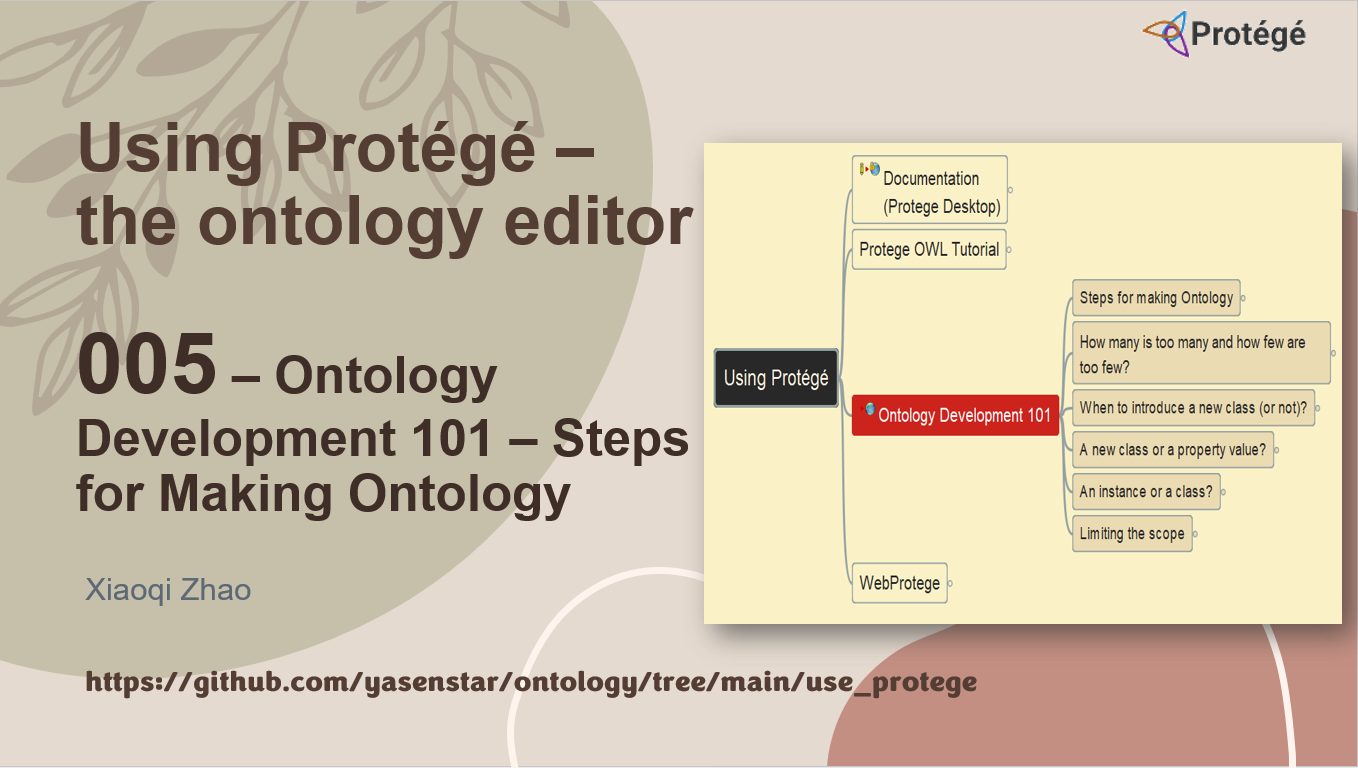 Protégé
Using Protégé –
the ontology editor
005 – Ontology
Development 101 – Steps
for Making Ontology
Xiaoqi Zhao
https://github.com/yasenstar/ontology/tree/main/use_protege
Using Protégé
Documentation
(Protege Desktop)
Protege OWL Tutorial
Ontology Development 101
Steps for making Ontology
How many is too many and how few are
too few?
When to introduce a new class (or not)?
A new class or a property value?
An instance or a class?
Limiting the scope
WebProtege